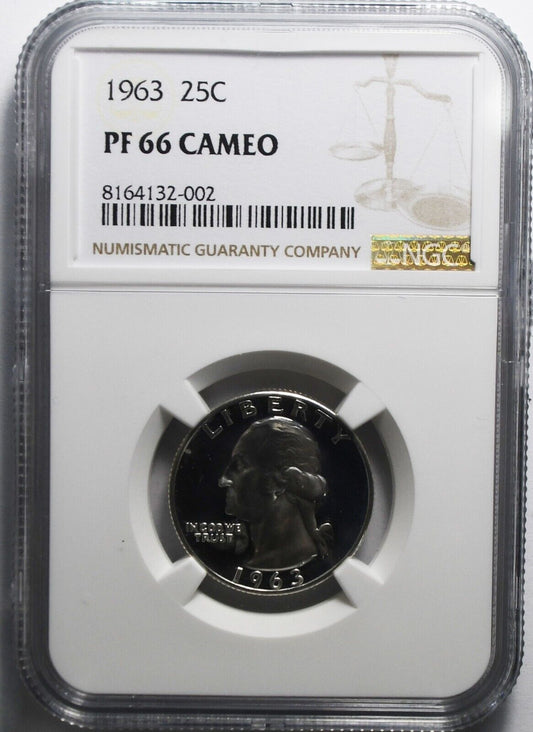 1963 25C
PF 66 CAMEO
8164132-002
NUMISMATIC GUARANTY COMPANY
NGC
LIBERTY
IN GOD WE
TRUST
1963